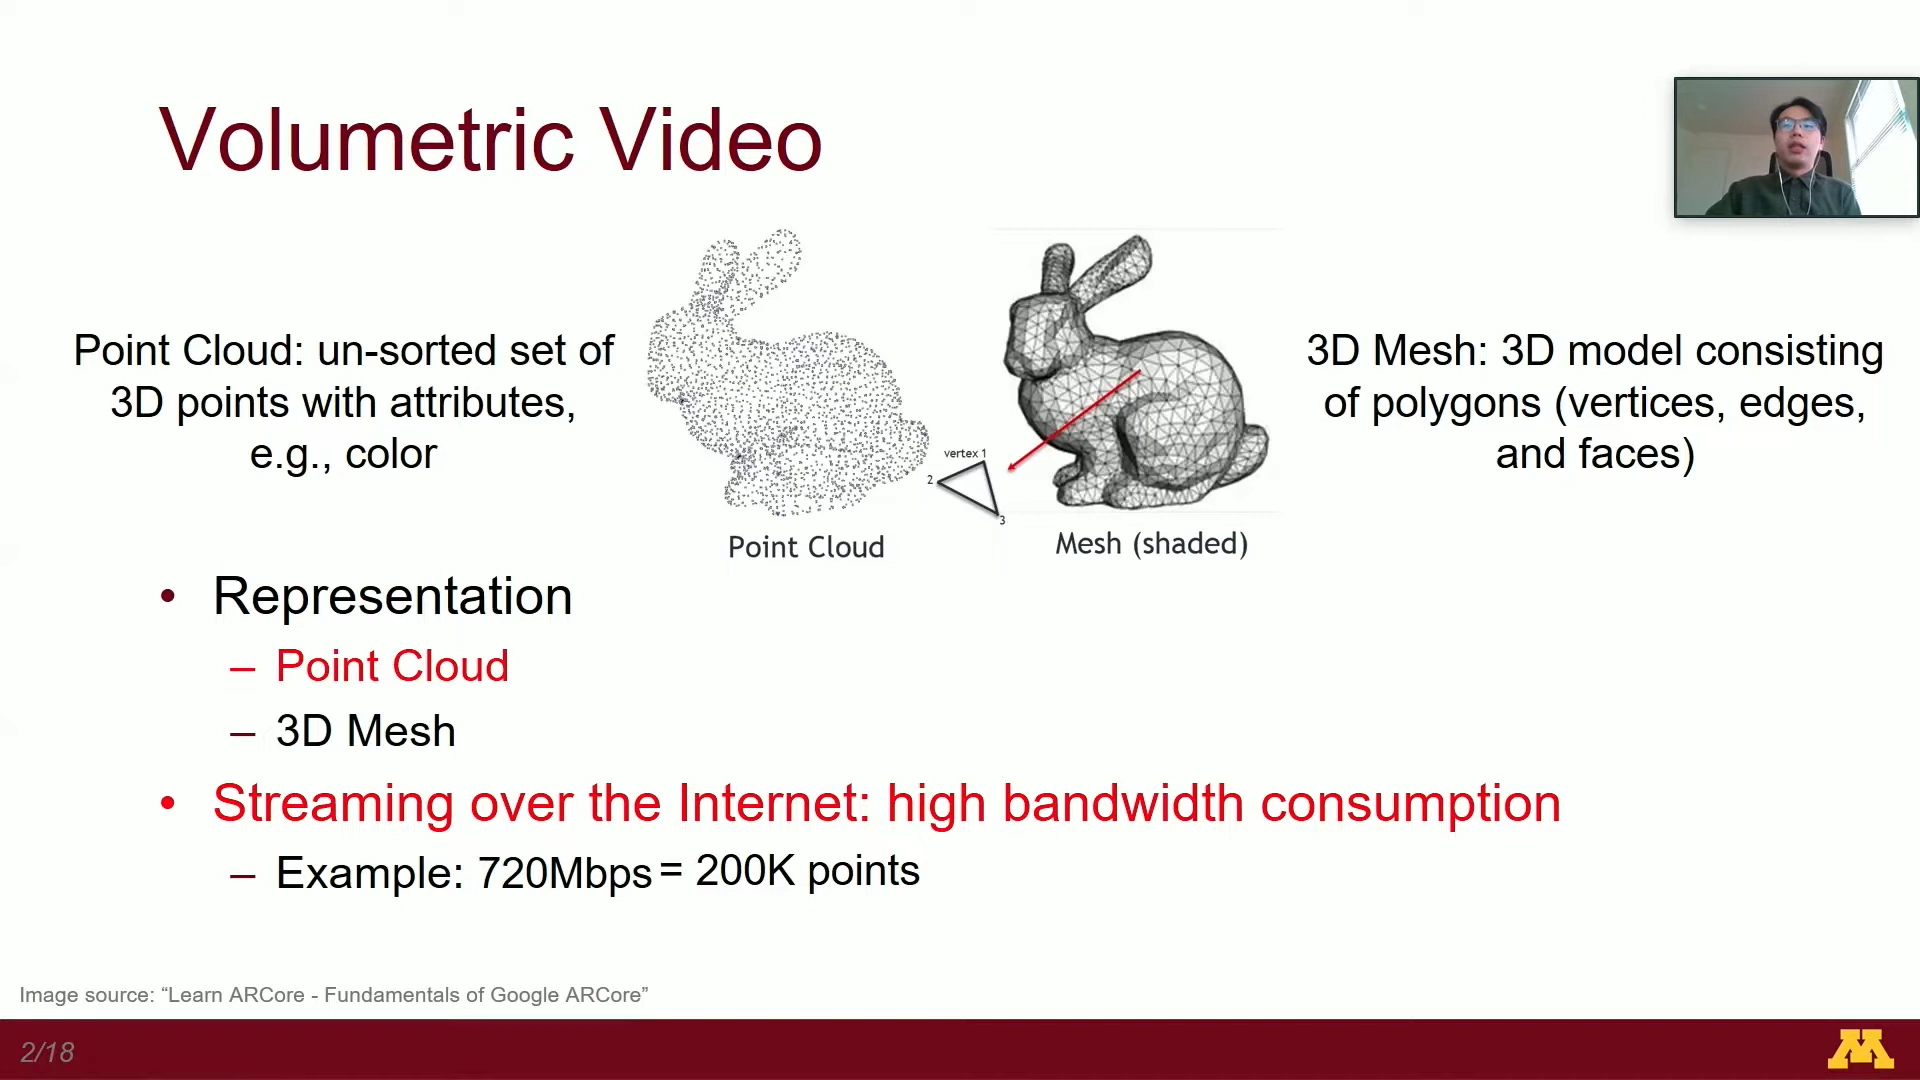 Volumetric Video
Point Cloud: un-sorted set of
3D points with attributes,
e.g., color
vertex 1
2
3
Point Cloud
Mesh (shaded)
3D Mesh: 3D model consisting
of polygons (vertices, edges,
and faces)
• Representation
– Point Cloud
– 3D Mesh
• Streaming over the Internet: high bandwidth consumption
– Example: 720Mbps = 200K points
Image source: “Learn ARCore - Fundamentals of Google ARCore”
2/18
M